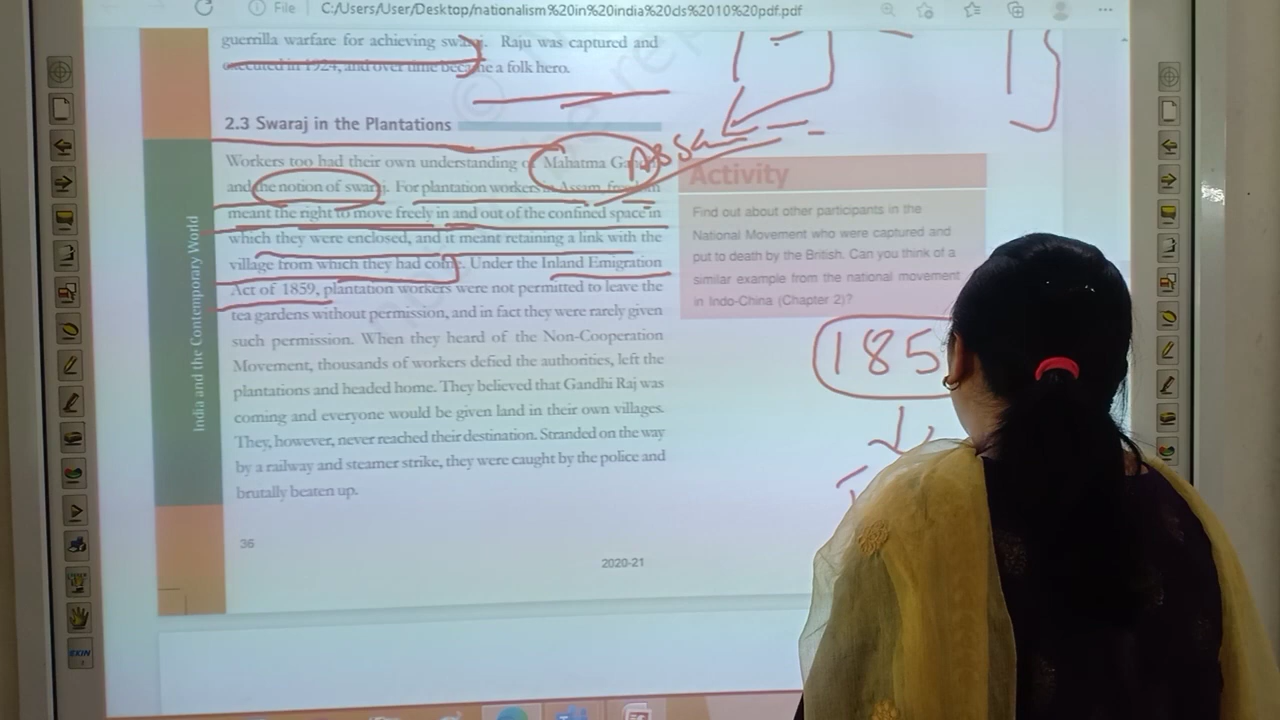 File C:/Users/User/Desktop/nationalism%20in%20india%20cls%2010%20pdf.pdf
guerrilla warfare for achieving swaraj. Raju was captured and
executed in 1924, and over time became a folk hero.
2.3 Swaraj in the Plantations
Workers too had their own understanding of Mahatma Gandhi
and the notion of swaraj. For plantation workers in Assam, freedom
meant the right to move freely in and out of the confined space in
which they were enclosed, and it meant retaining a link with the
village from which they had come. Under the Inland Emigration
Act of 1859, plantation workers were not permitted to leave the
tea gardens without permission, and in fact they were rarely given
such permission. When they heard of the Non-Cooperation
Movement, thousands of workers defied the authorities, left the
plantations and headed home. They believed that Gandhi Raj was
coming and everyone would be given land in their own villages.
They, however, never reached their destination. Stranded on the way
by a railway and steamer strike, they were caught by the police and
brutally beaten up.
36
2020-21
India and the Contemporary World
Assa
Activity
Find out about other participants in the
National Movement who were captured and
put to death by the British. Can you think of a
similar example from the national movement
in Indo-China (Chapter 2)?
185
SKIN